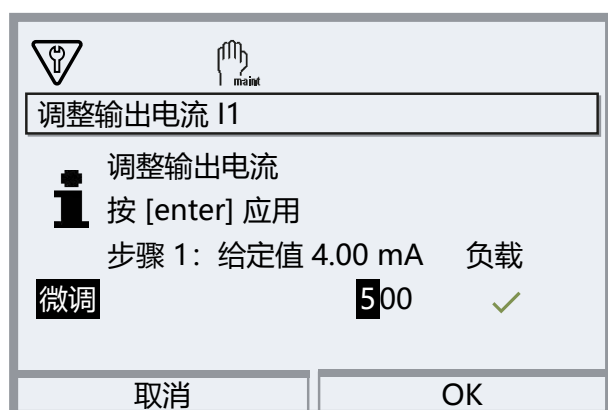 maint
调整输出电流 I1
调整输出电流
按 [enter] 应用
步骤 1：给定值 4.00 mA 负载
微调 500
取消 OK